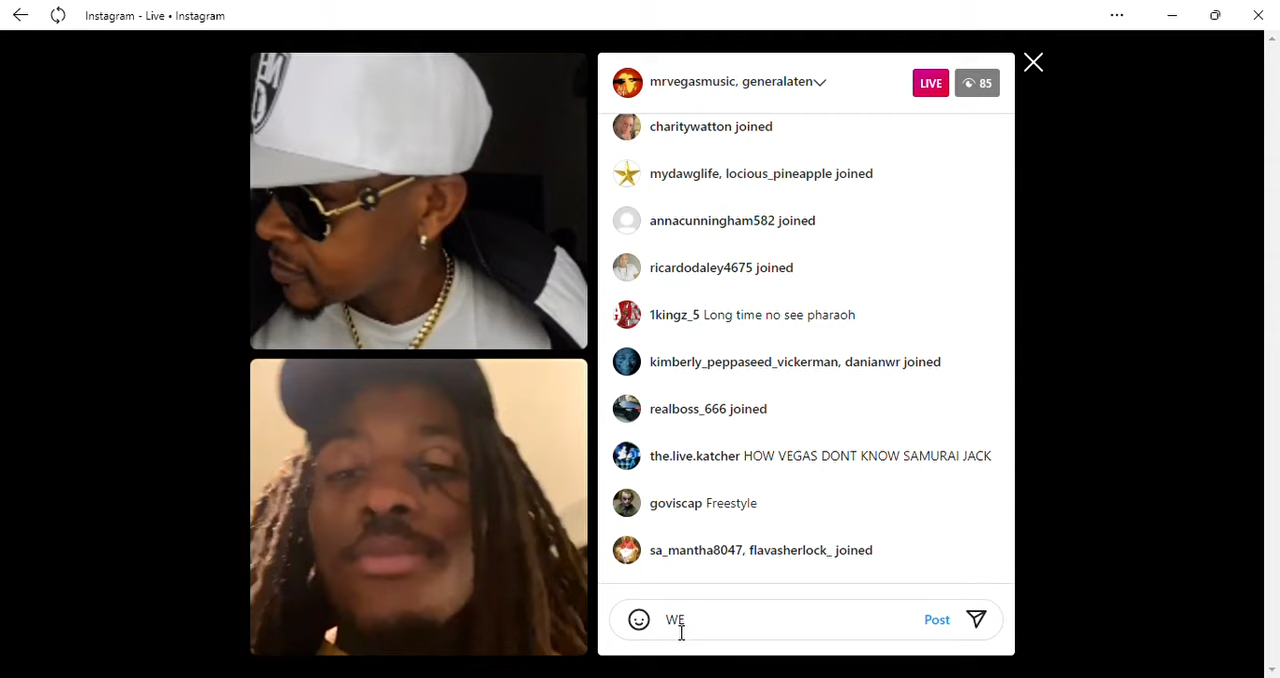 Instagram - Live • Instagram
mrvegasmusic, generalaten
LIVE
85
charitywatton joined
mydawglife, locious_pineapple joined
annacunningham582 joined
ricardodaley4675 joined
1kingz_5 Long time no see pharaoh
kimberly_peppaseed_vickerman, danianwr joined
realboss_666 joined
the.live.katcher HOW VEGAS DONT KNOW SAMURAI JACK
goviscap Freestyle
sa_mantha8047, flavasherlock_ joined
WE
Post